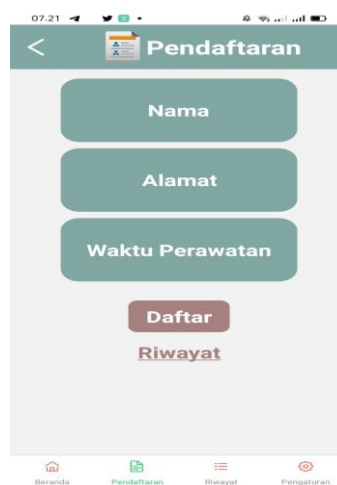 07.21
Pendaftaran
Nama
Alamat
Waktu Perawatan
Daftar
Riwayat
Beranda Pendaftaran Riwayat Pengaturan